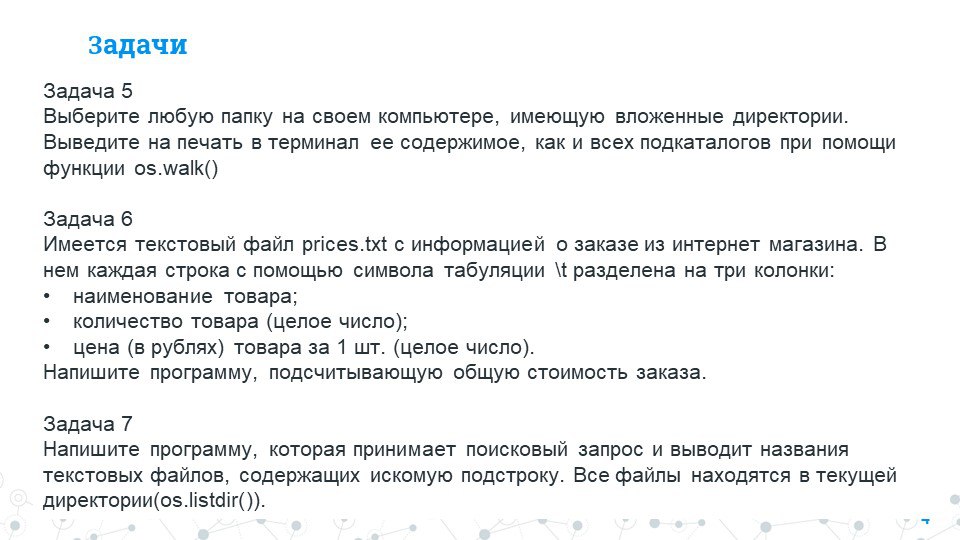 Задачи
Задача 5
Выберите любую папку на своем компьютере, имеющую вложенные директории.
Выведите на печать в терминал ее содержимое, как и всех подкаталогов при помощи
функции os.walk()
Задача 6
Имеется текстовый файл prices.txt с информацией о заказе из интернет магазина. В
нем каждая строка с помощью символа табуляции \t разделена на три колонки:
• наименование товара;
• количество товара (целое число);
• цена (в рублях) товара за 1 шт. (целое число).
Напишите программу, подсчитывающую общую стоимость заказа.
Задача 7
Напишите программу, которая принимает поисковый запрос и выводит названия
текстовых файлов, содержащих искомую подстроку. Все файлы находятся в текущей
директории(os.listdir()).
4